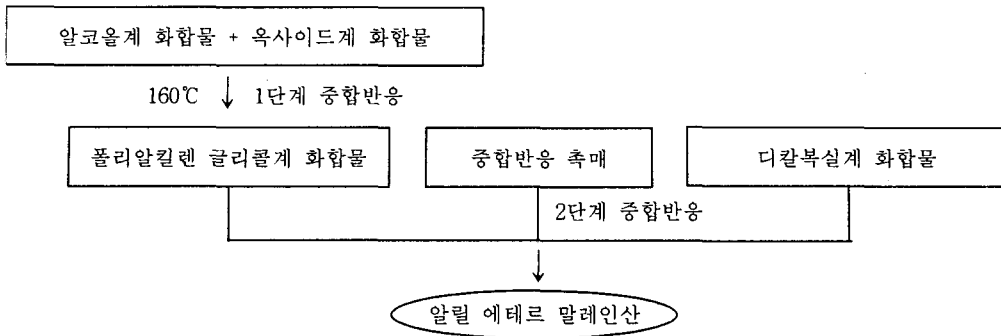 알코올계 화합물 + 옥사이드계 화합물
160℃ ↓ 1단계 중합반응
폴리알킬렌 글리콜계 화합물 중합반응 촉매 디칼복실계 화합물
2단계 중합반응
알릴 에테르 말레인산